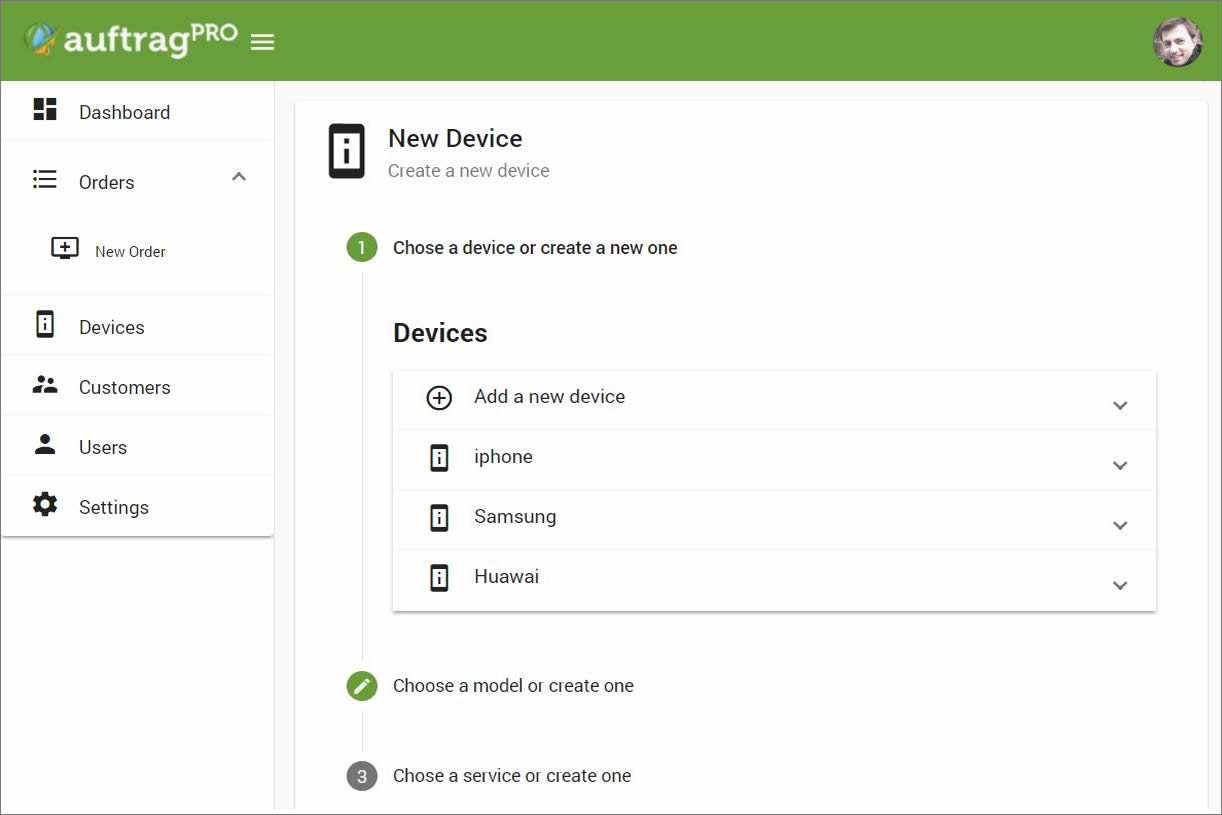 auftragPRO
Dashboard
Orders
New Order
Devices
Customers
Users
Settings
New Device
Create a new device
1 Chose a device or create a new one
Devices
Add a new device
iphone
Samsung
Huawai
Choose a model or create one
3 Chose a service or create one